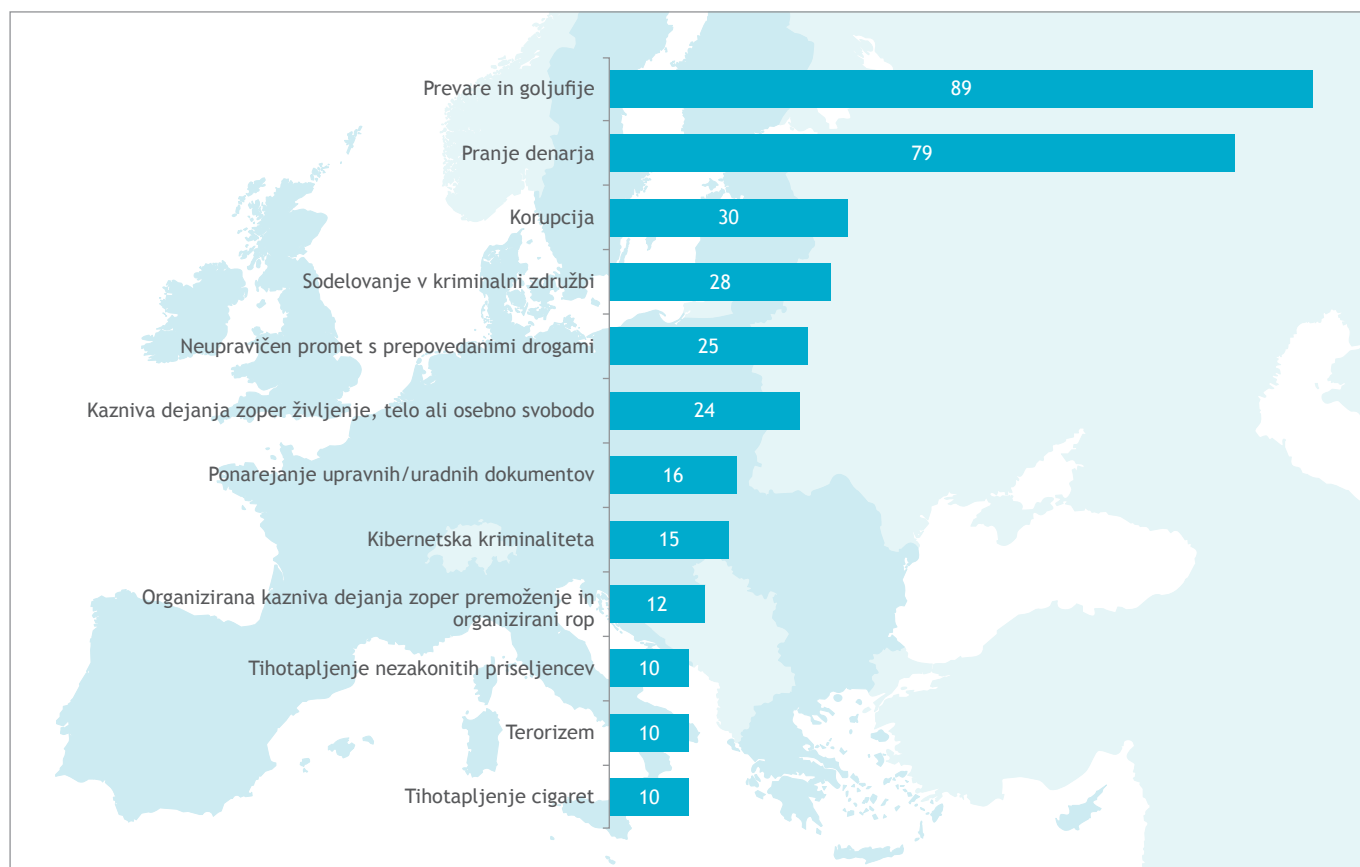 Prevare in goljufije
89
Pranje denarja
79
Korupcija
30
Sodelovanje v kriminalni združbi
28
Neupravičen promet s prepovedanimi drogami
25
Kazniva dejanja zoper življenje, telo ali osebno svobodo
24
Ponarejanje upravnih/uradnih dokumentov
16
Kibernetska kriminaliteta
15
Organizirana kazniva dejanja zoper premoženje in
organizirani rop
12
Tihotapljenje nezakonitih priseljencev
10
Terorizem
10
Tihotapljenje cigaret
10